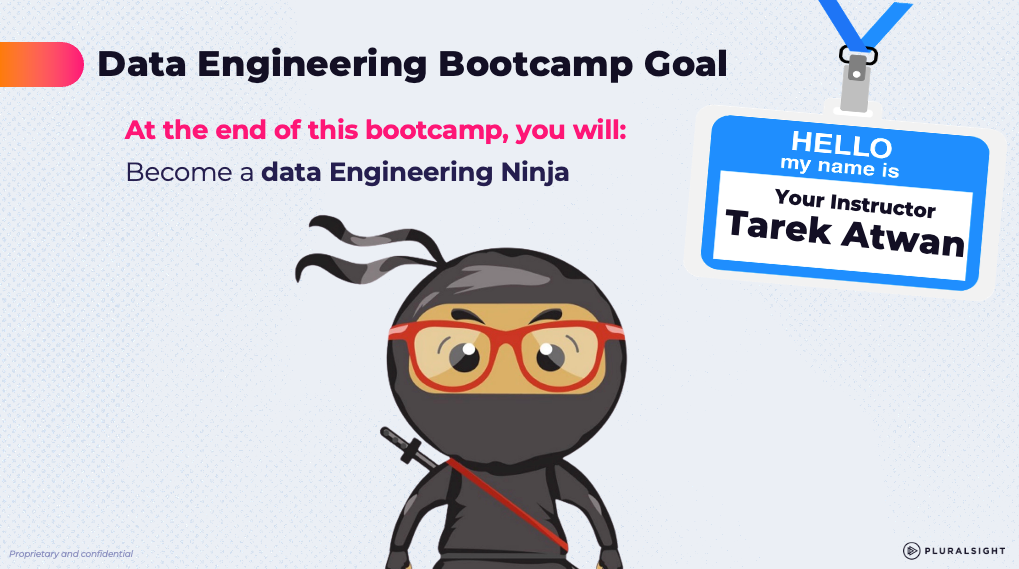 Data Engineering Bootcamp Goal
At the end of this bootcamp, you will:
Become a data Engineering Ninja
HELLO
my name is
Your Instructor
Tarek Atwan
Proprietary and confidential
PLURALSIGHT